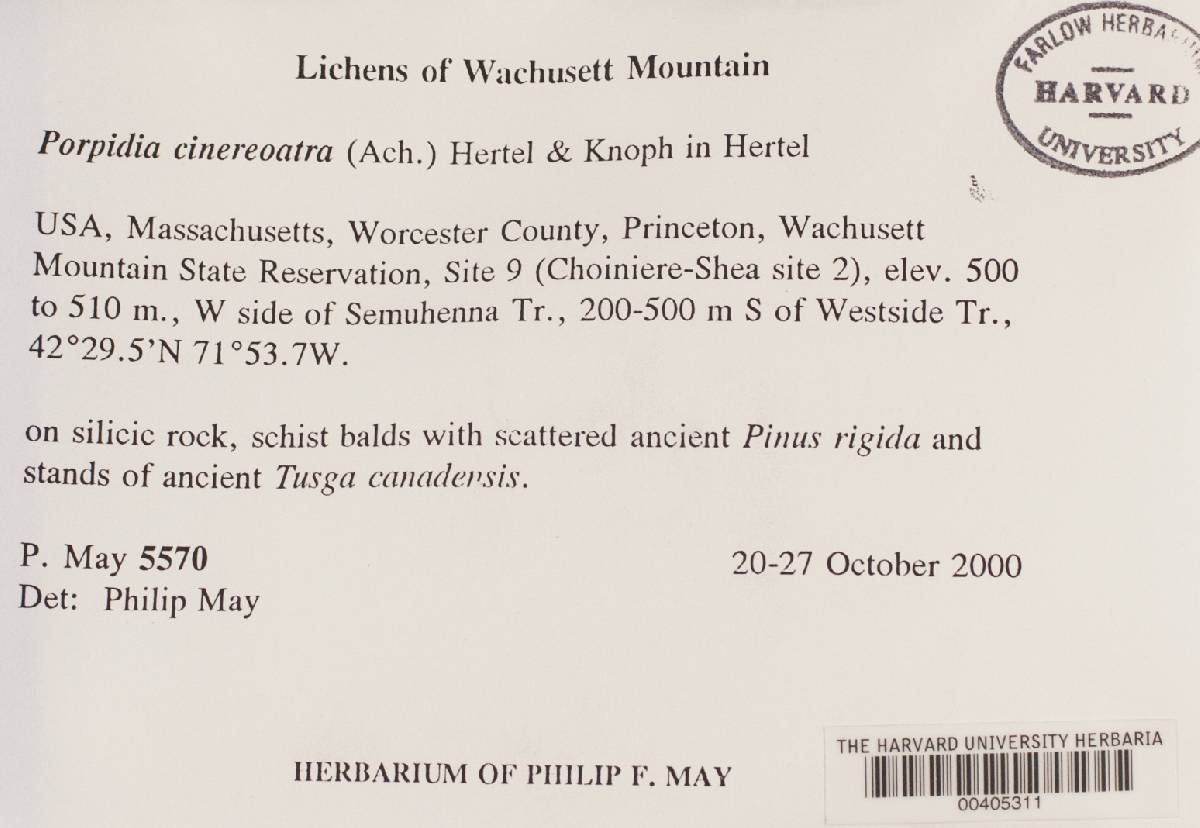 Lichens of Wachusett Mountain
FARLOW HERBARIUM
HARVARD
UNIVERSITY
Porpidia cinereoatra (Ach.) Hertel & Knoph in Hertel
USA, Massachusetts, Worcester County, Princeton, Wachusett
Mountain State Reservation, Site 9 (Choiniere-Shea site 2), elev. 500
to 510 m., W side of Semuhenna Tr., 200-500 m S of Westside Tr.,
42°29.5’N 71°53.7W.
on silicic rock, schist balds with scattered ancient Pinus rigida and
stands of ancient Tusga canadensis.
P. May 5570
20-27 October 2000
Det: Philip May
HERBARIUM OF PHILIP F. MAY
THE HARVARD UNIVERSITY HERBARIA
00405311